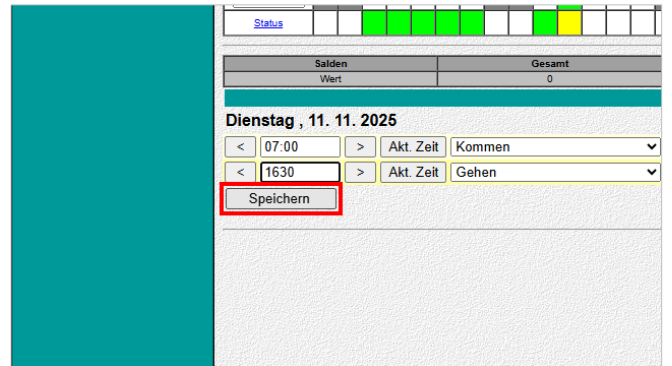 Status
Salden Gesamt
Wert 0
Dienstag , 11. 11. 2025
< 07:00 > Akt. Zeit Kommen
< 1630 > Akt. Zeit Gehen
Speichern